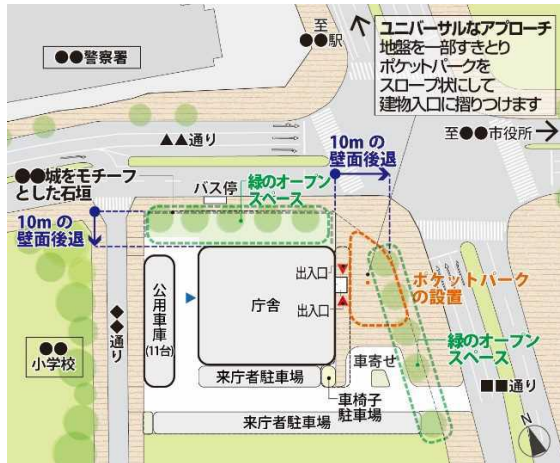 至
●●駅
ユニバーサルなアプローチ
地盤を一部すきとり
ポケットパークを
スロープ状にして
建物入口に摺りつけます
●●警察署
至●●市役所
▲▲通り
10mの
壁面後退
●●城をモチーフ
とした石垣
バス停
緑のオープン
スペース
10mの
壁面後退
出入口
ポケットパーク
の設置
公用車庫
(11台)
庁舎
出入口
◆◆通り
●●
小学校
緑のオープン
スペース
車寄せ
来庁者駐車場
■■通り
車椅子
駐車場
来庁者駐車場
N